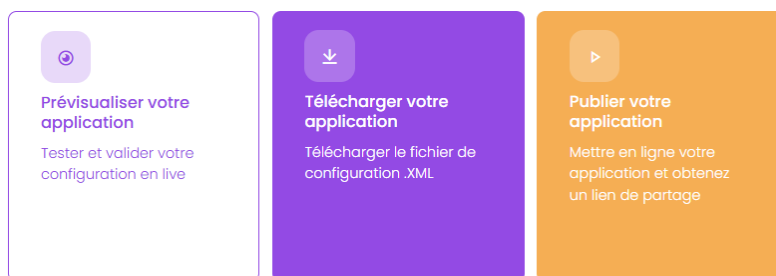 Prévisualiser votre
application
Tester et valider votre
configuration en live
Télécharger votre
application
Télécharger le fichier de
configuration .XML
Publier votre
application
Mettre en ligne votre
application et obtenez
un lien de partage